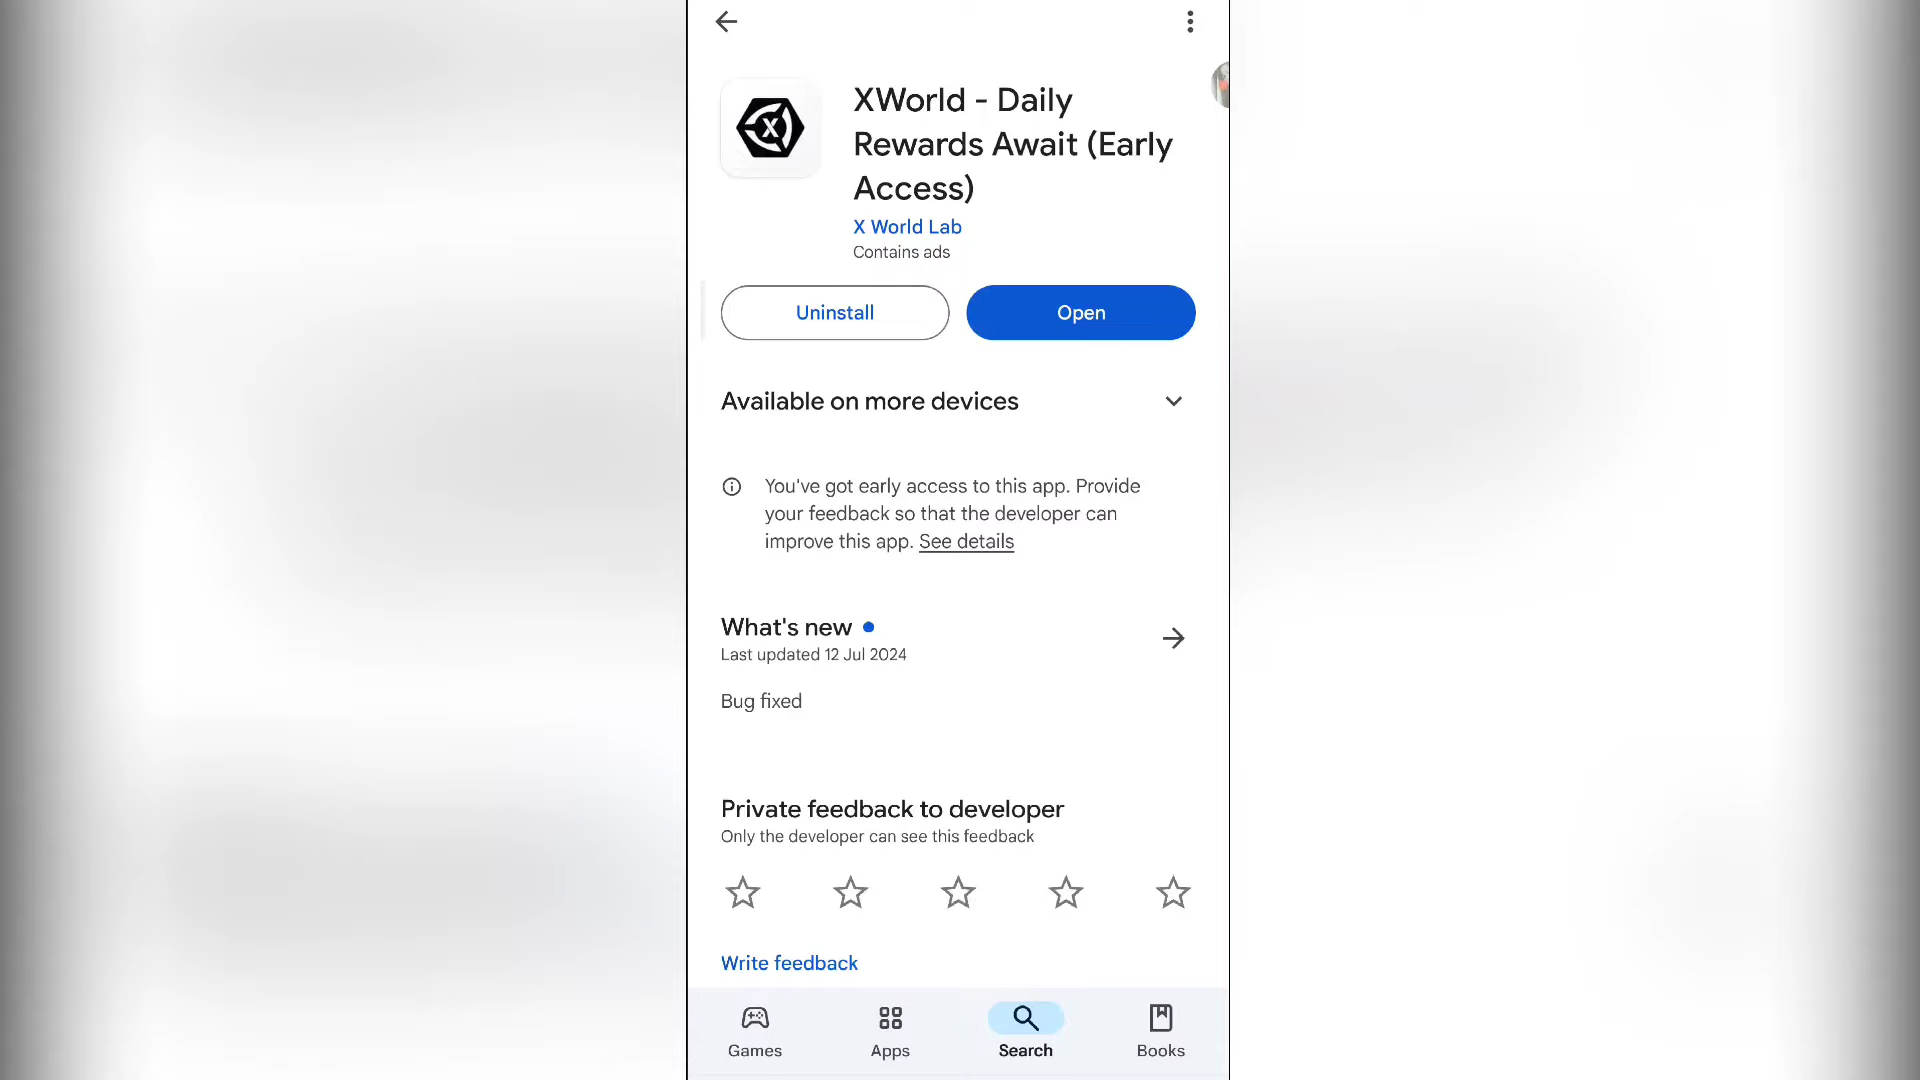 XWorld - Daily
Rewards Await (Early
Access)
X World Lab
Contains ads
Uninstall
Open
Available on more devices
You've got early access to this app. Provide
your feedback so that the developer can
improve this app. See details
What's new
Last updated 12 Jul 2024
Bug fixed
Private feedback to developer
Only the developer can see this feedback
Write feedback
Games
Apps
Search
Books